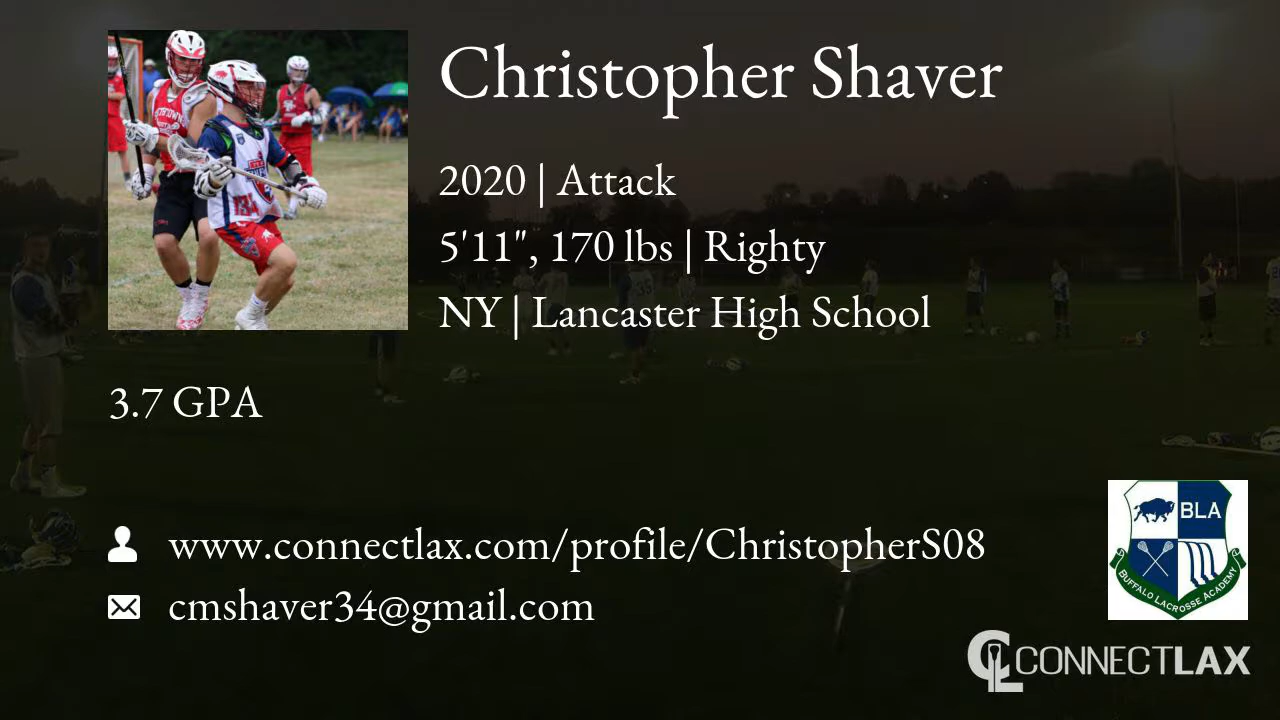 Christopher Shaver
2020 | Attack
5'11", 170 lbs | Righty
NY | Lancaster High School
3.7 GPA
www.connectlax.com/profile/ChristopherS08
cmshaver34@gmail.com
BLA
BUFFALO LACROSSE ACADEMY
CONNECTLAX